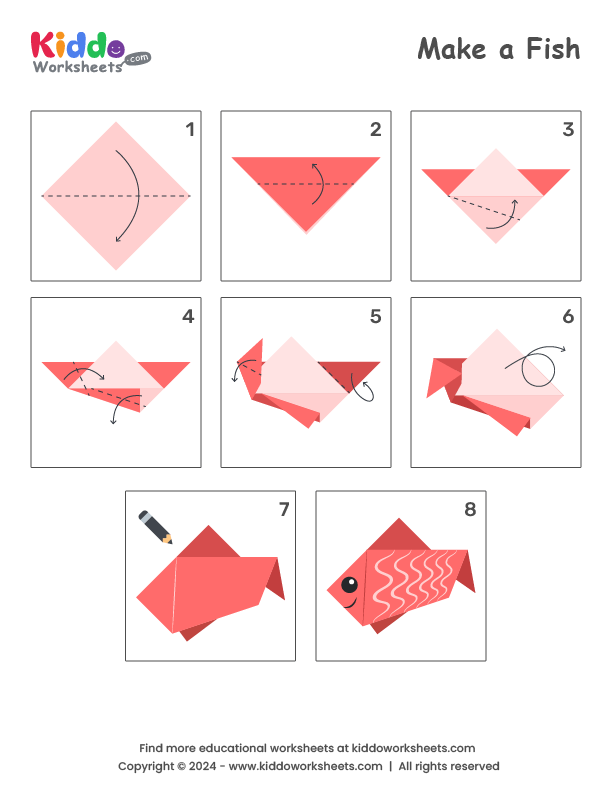 Kiddo
Worksheets
.com
Make a Fish
1
2
3
4
5
6
7
8
Find more educational worksheets at kiddoworksheets.com
Copyright © 2024 - www.kiddoworksheets.com | All rights reserved